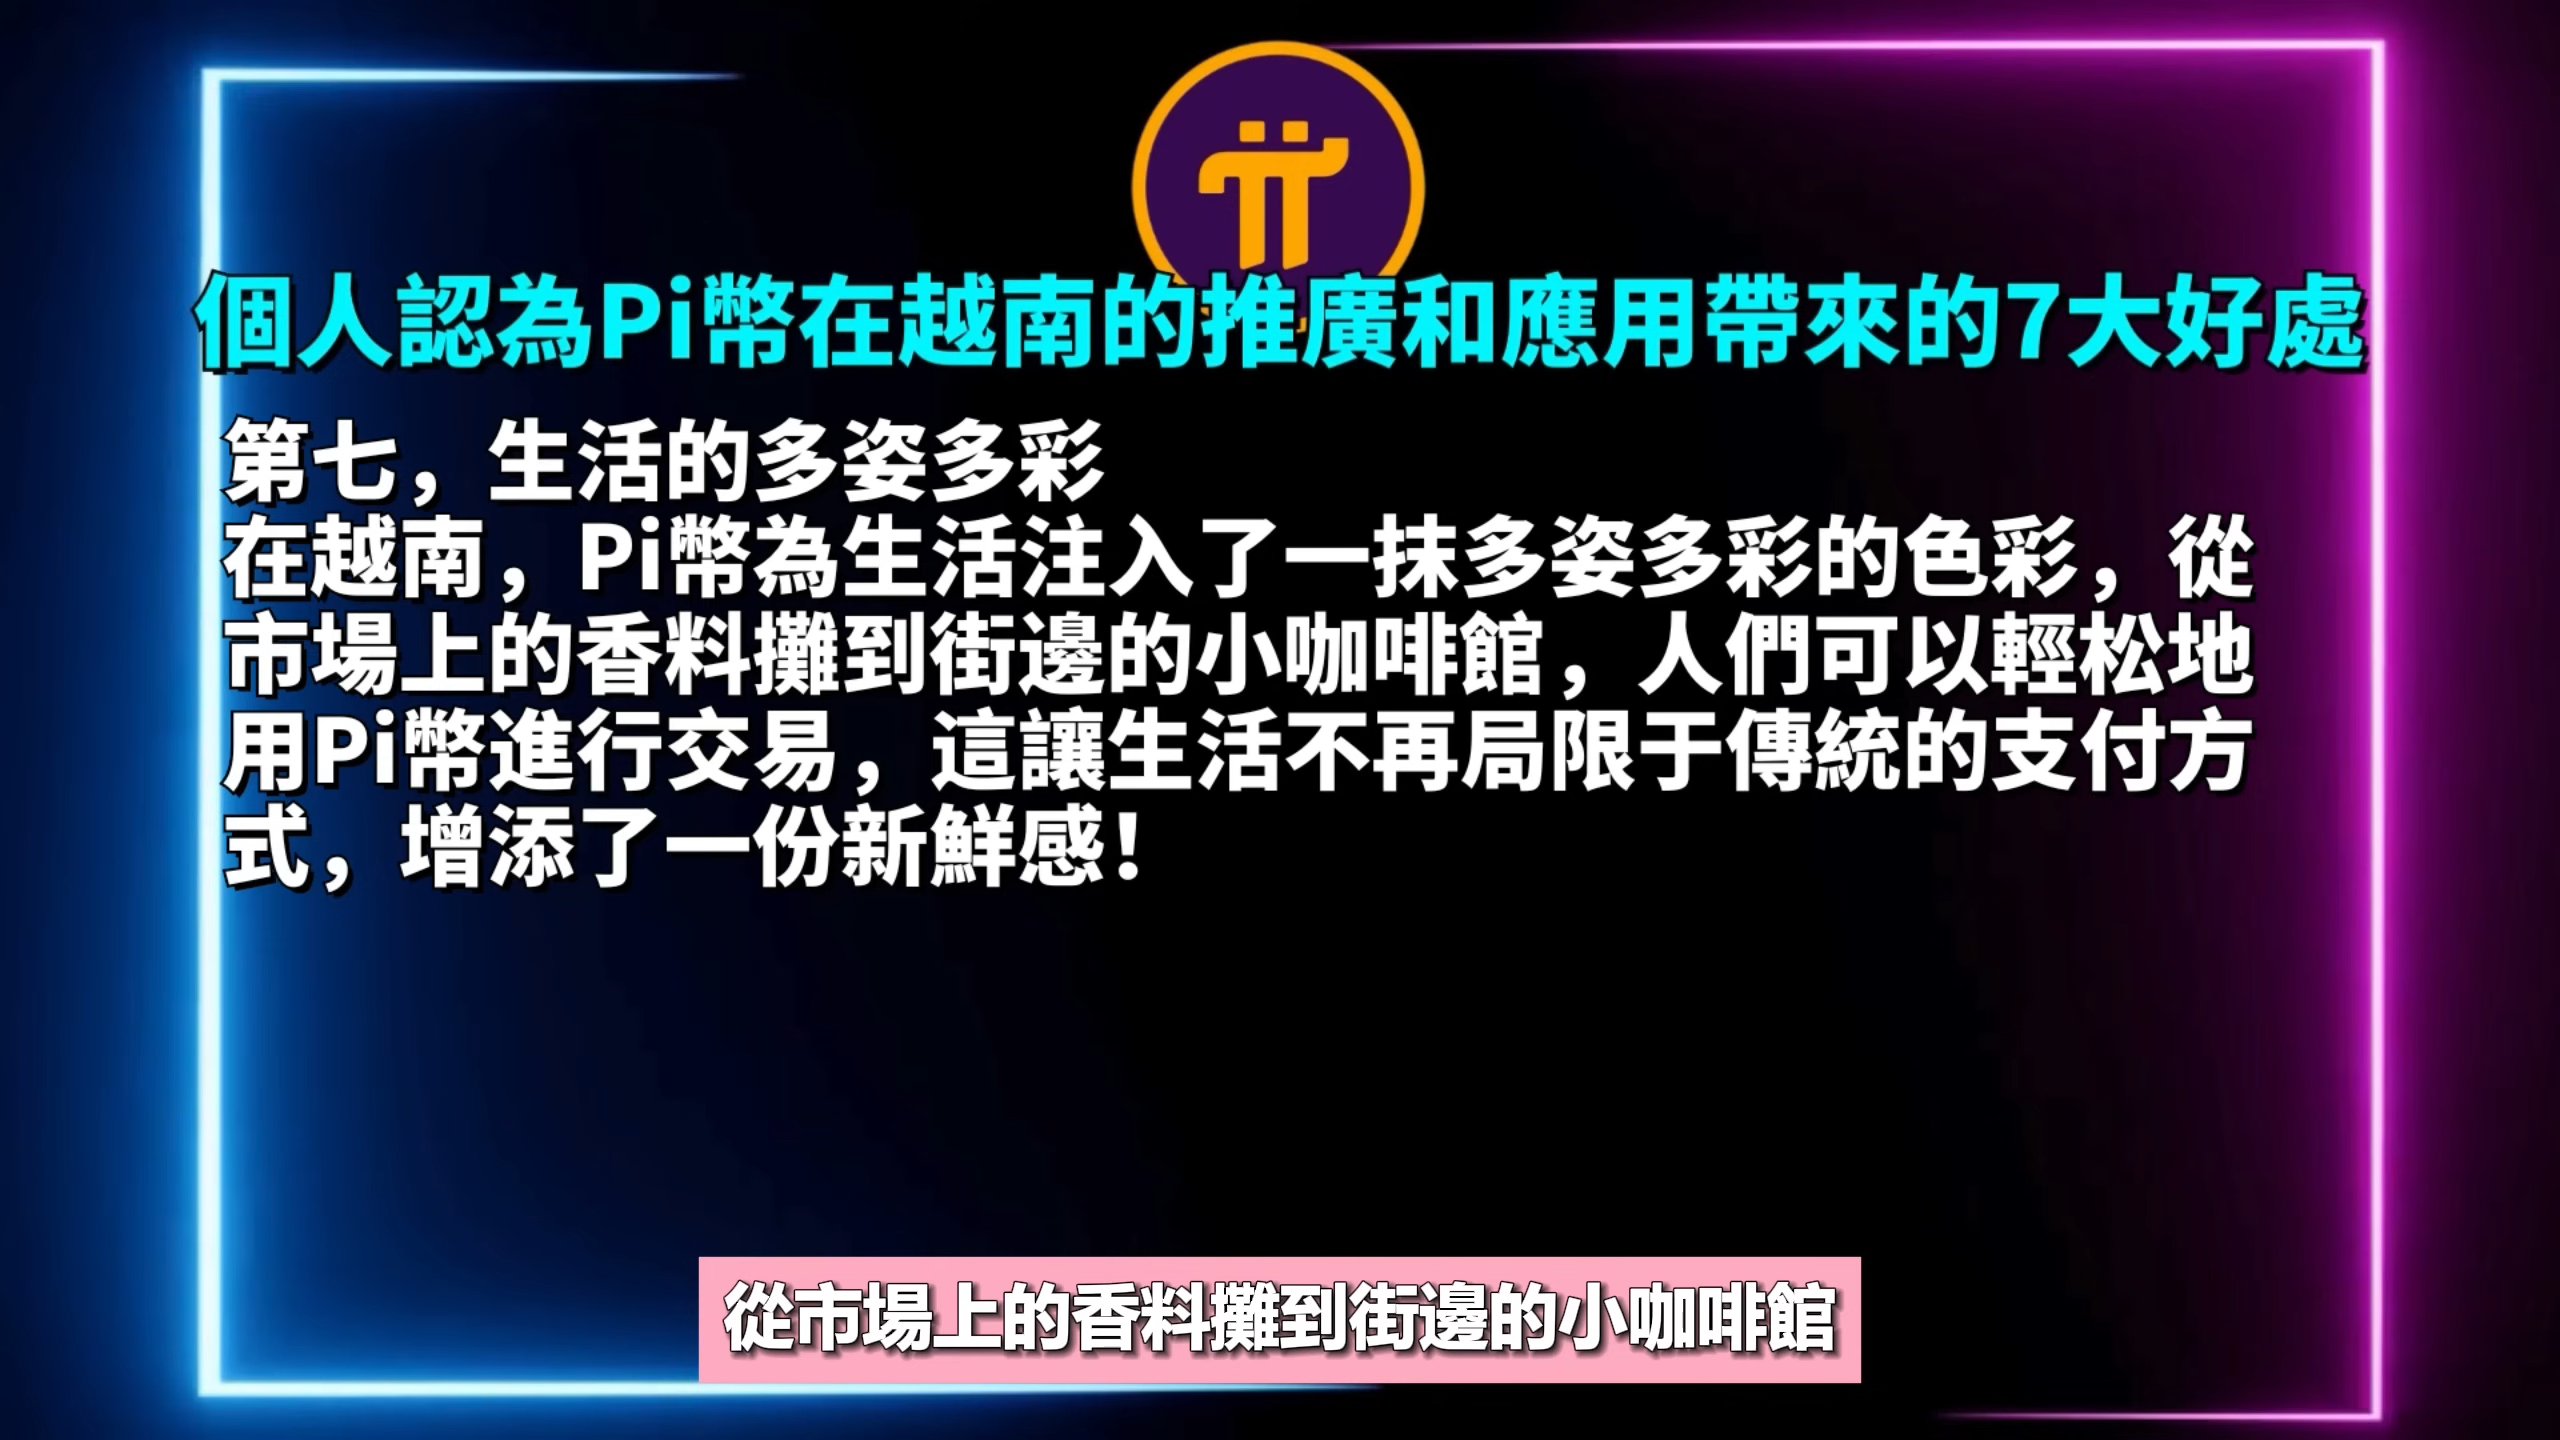 個人認為Pi幣在越南的推廣和應用帶來的7大好處
第七，生活的多姿多彩
在越南，Pi幣為生活注入了一抹多姿多彩的色彩，從
市場上的香料攤到街邊的小咖啡館，人們可以輕松地
用Pi幣進行交易，這讓生活不再局限于傳統的支付方
式，增添了一份新鮮感！
從市場上的香料攤到街邊的小咖啡館